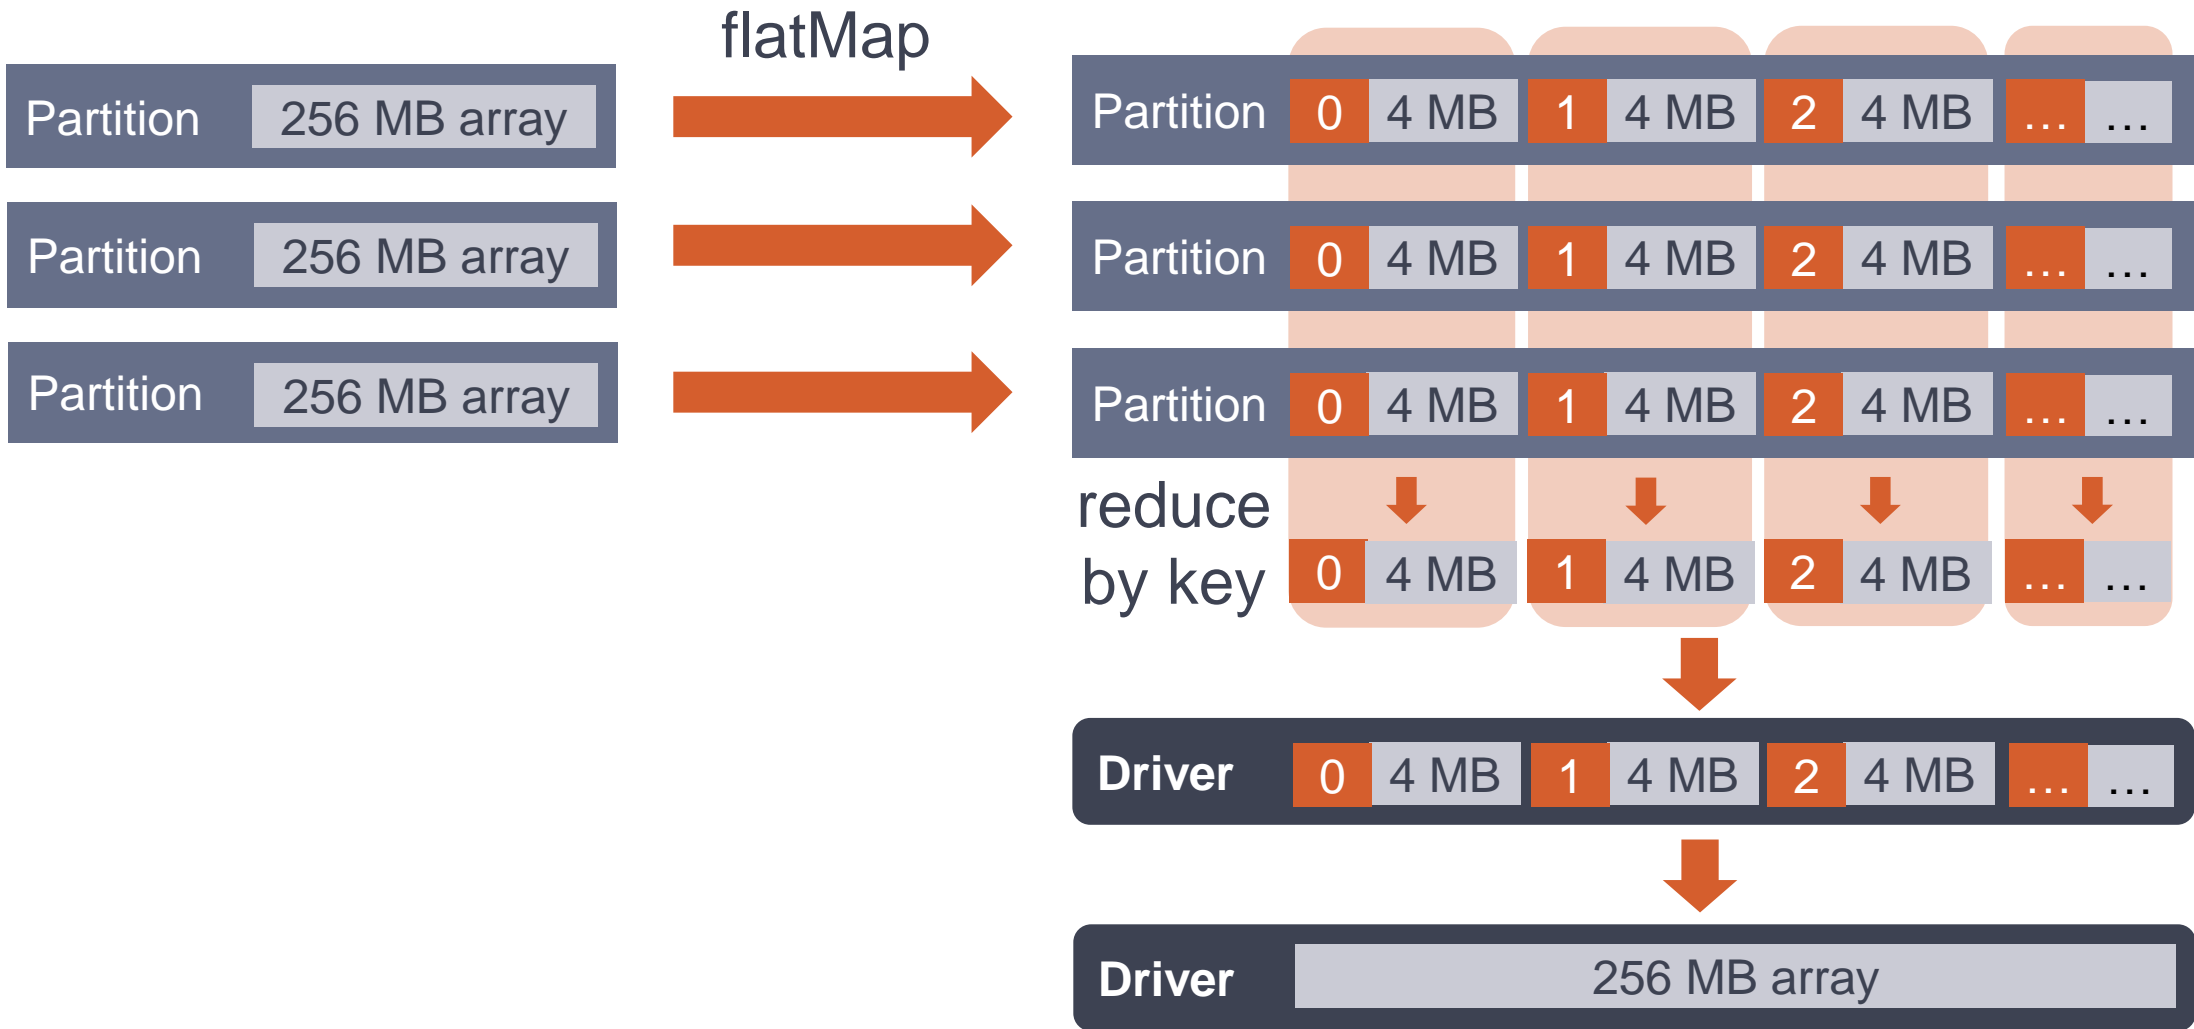 flatMap
Partition 256 MB array
Partition 0 4 MB 1 4 MB 2 4 MB ... ...
Partition 256 MB array
Partition 0 4 MB 1 4 MB 2 4 MB ... ...
Partition 256 MB array
Partition 0 4 MB 1 4 MB 2 4 MB ... ...
reduce
by key 0 4 MB 1 4 MB 2 4 MB ... ...
Driver 0 4 MB 1 4 MB 2 4 MB ... ...
Driver 256 MB array